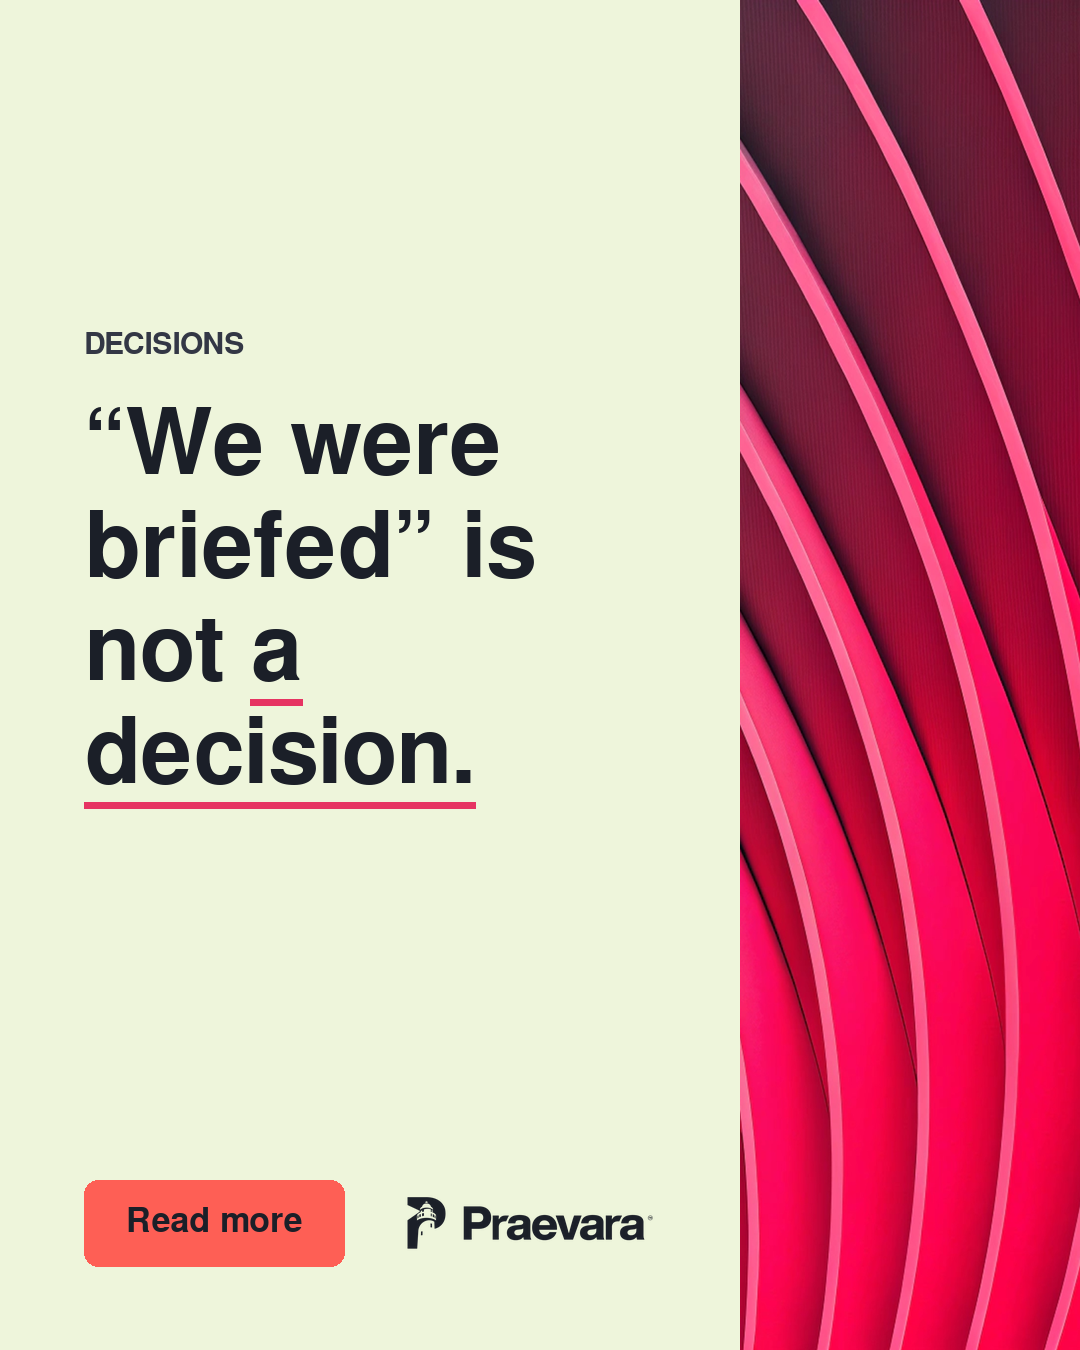 DECISIONS
“We were
briefed” is
not a
decision.
Read more
Praevara